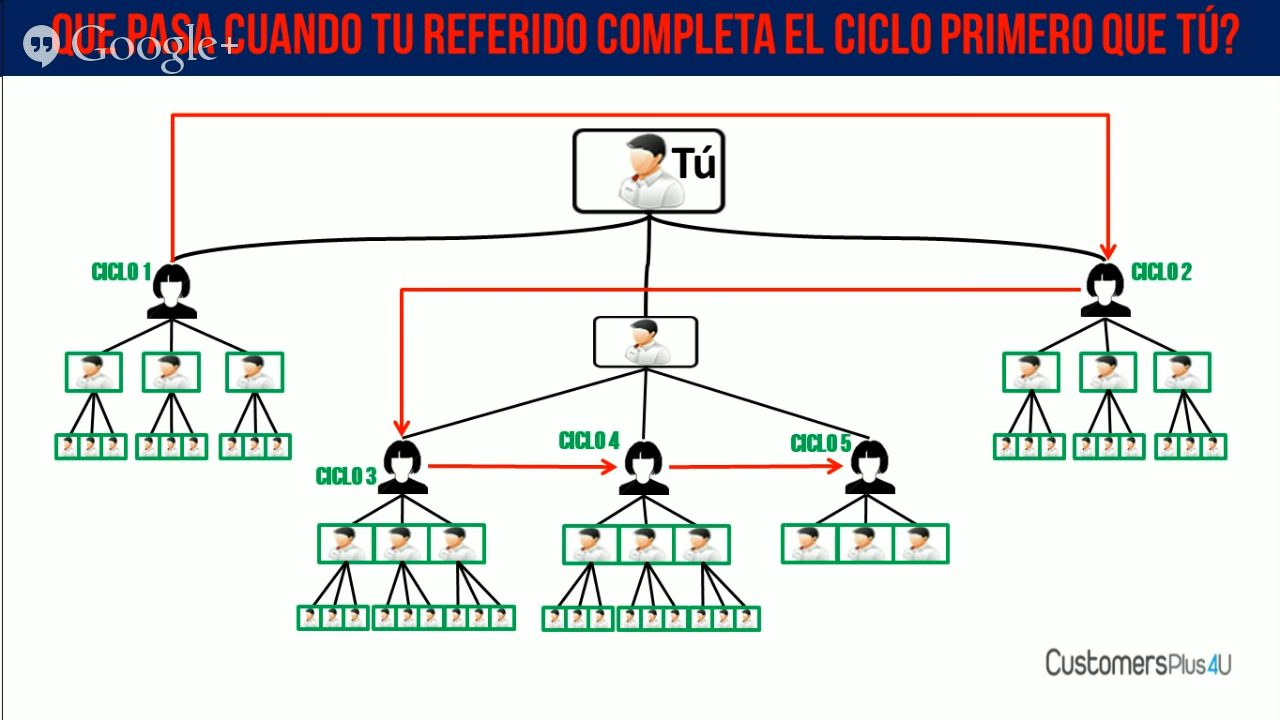 QUE PASA CUANDO TU REFERIDO COMPLETA EL CICLO PRIMERO QUE TÚ?
Google+
Tú
CICLO 1
CICLO 2
CICLO 3
CICLO 4
CICLO 5
CustomersPlus4U